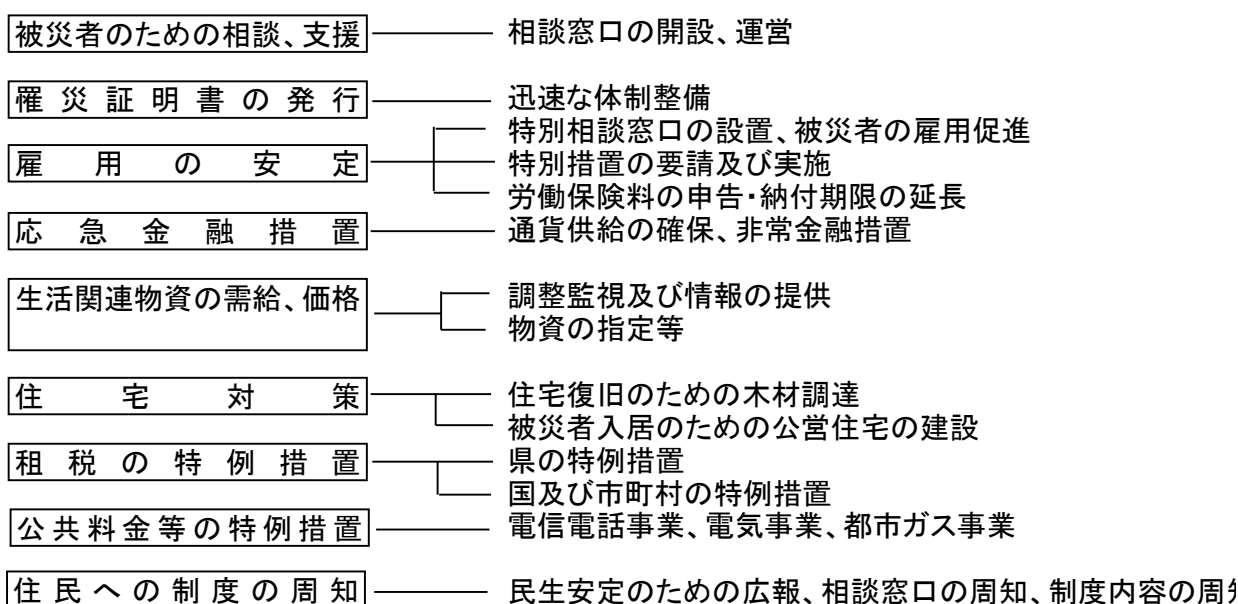 被災者のための相談、支援 相談窓口の開設、運営
罹災証明書の発行 迅速な体制整備
特別相談窓口の設置、被災者の雇用促進
雇用の安定 特別措置の要請及び実施
労働保険料の申告・納付期限の延長
応急金融措置 通貨供給の確保、非常金融措置
生活関連物資の需給、価格 調整監視及び情報の提供
物資の指定等
住宅対策 住宅復旧のための木材調達
被災者入居のための公営住宅の建設
租税の特例措置 県の特例措置
国及び市町村の特例措置
公共料金等の特例措置 電信電話事業、電気事業、都市ガス事業
住民への制度の周知 民生安定のための広報、相談窓口の周知、制度内容の周